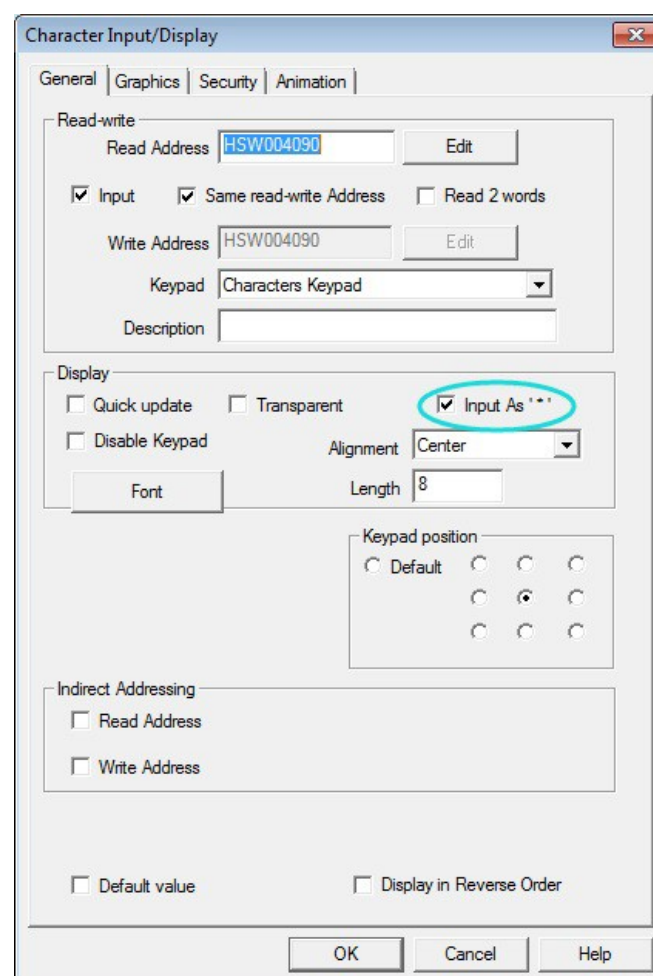 Character Input/Display
General Graphics Security Animation
Read-write
Read Address HSW004090 Edit
Input Same read-write Address Read 2 words
Write Address HSW004090 Edit
Keypad Characters Keypad
Description
Display
Quick update Transparent Input As '*'
Disable Keypad Alignment Center
Font Length 8
Keypad position
Default
Indirect Addressing
Read Address
Write Address
Default value Display in Reverse Order
OK Cancel Help